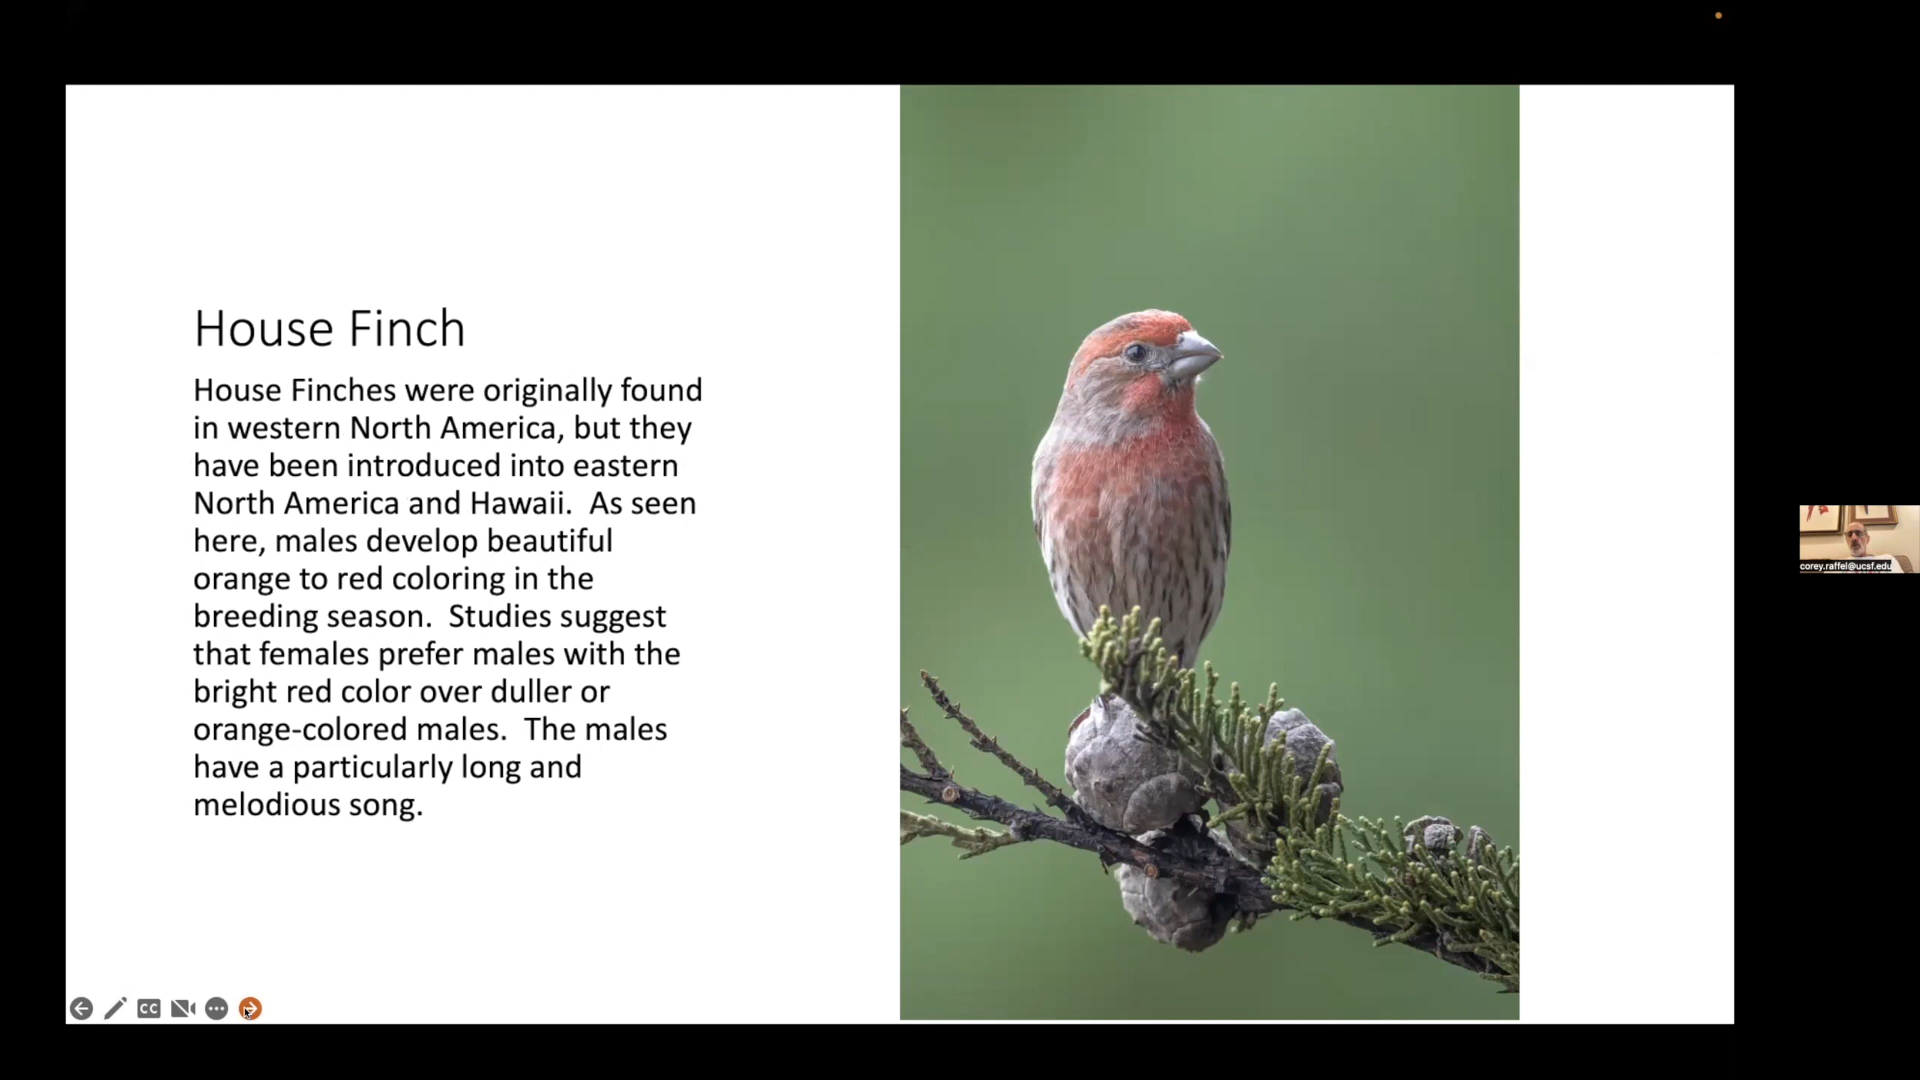 House Finch
House Finches were originally found
in western North America, but they
have been introduced into eastern
North America and Hawaii.  As seen
here, males develop beautiful
orange to red coloring in the
breeding season.  Studies suggest
that females prefer males with the
bright red color over duller or
orange-colored males.  The males
have a particularly long and
melodious song.
corey.raffel@ucsf.edu
CC